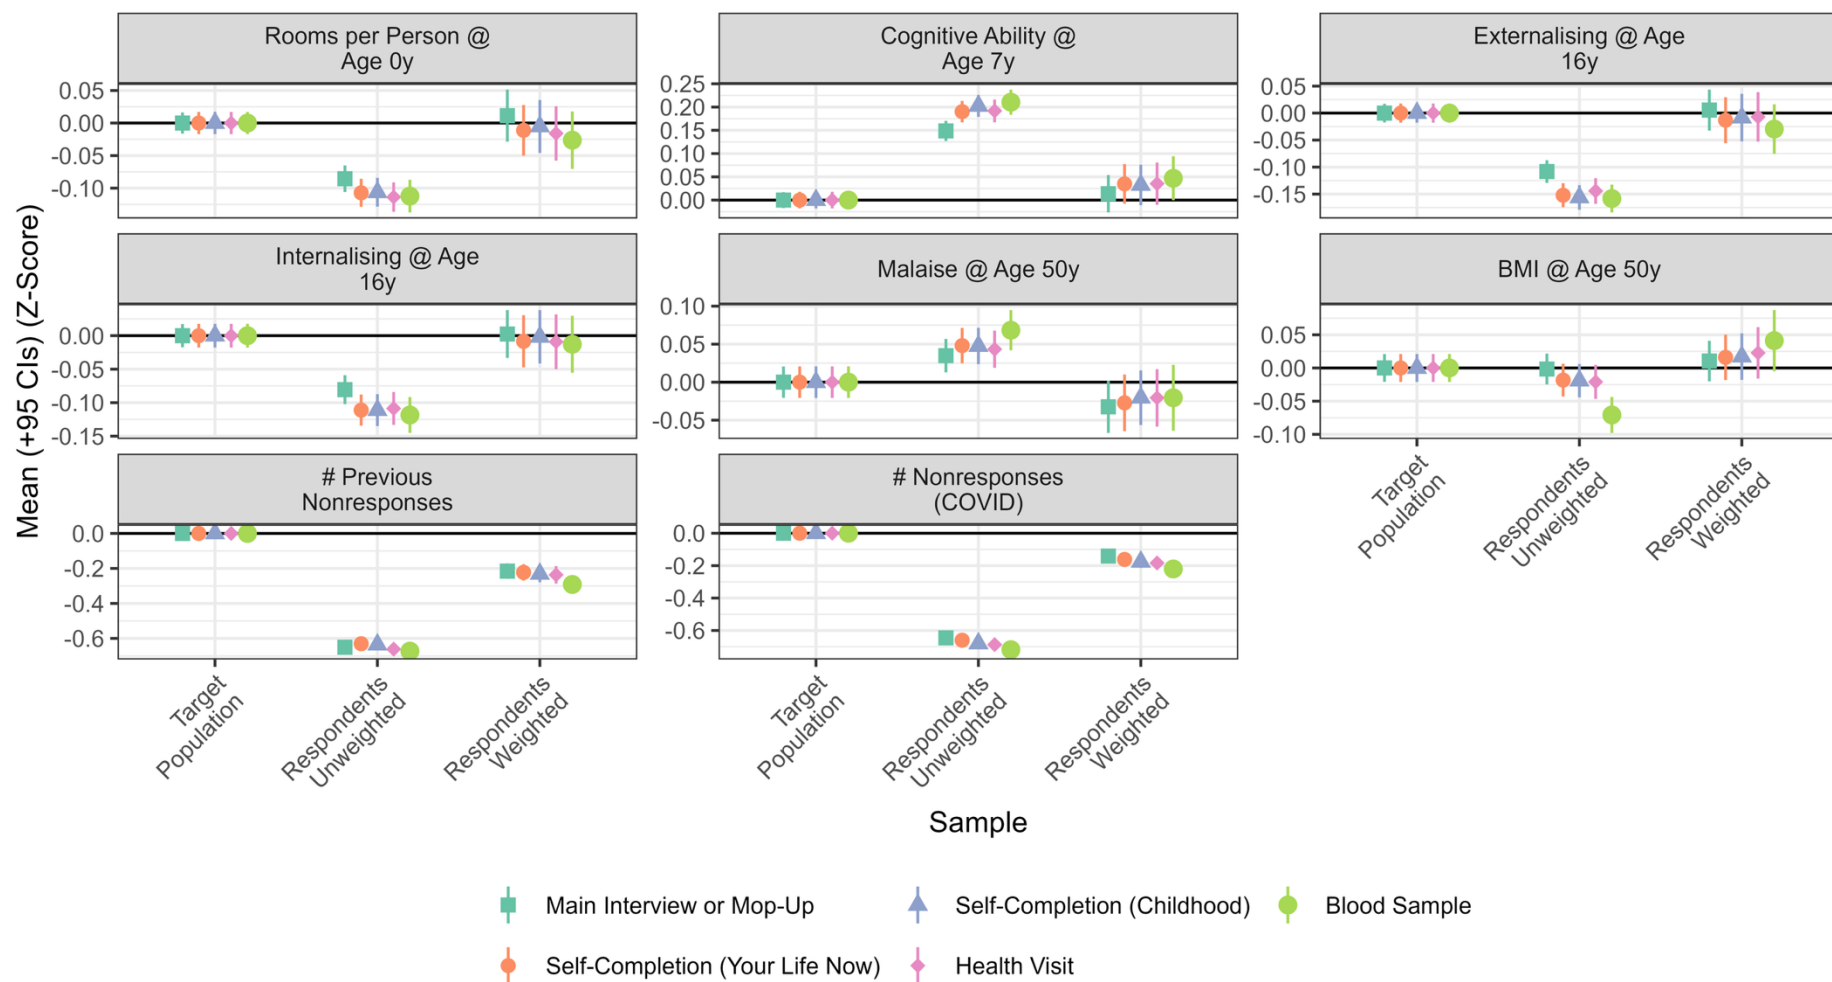 Rooms per Person @
Age 0y
Cognitive Ability @
Age 7y
Externalising @ Age
16y
0.05
0.00
-0.05
-0.10
0.25
0.20
0.15
0.10
0.05
0.00
0.05
0.00
-0.05
-0.10
-0.15
Mean (+95 CIs) (Z-Score)
Internalising @ Age
16y
Malaise @ Age 50y
BMI @ Age 50y
0.00
-0.05
-0.10
-0.15
0.10
0.05
0.00
-0.05
0.05
0.00
-0.05
-0.10
Target
Population
Respondents
Unweighted
Respondents
Weighted
# Previous
Nonresponses
# Nonresponses
(COVID)
0.0
-0.2
-0.4
-0.6
0.0
-0.2
-0.4
-0.6
Target
Population
Respondents
Unweighted
Respondents
Weighted
Target
Population
Respondents
Unweighted
Respondents
Weighted
Sample
Main Interview or Mop-Up
Self-Completion (Childhood)
Blood Sample
Self-Completion (Your Life Now)
Health Visit